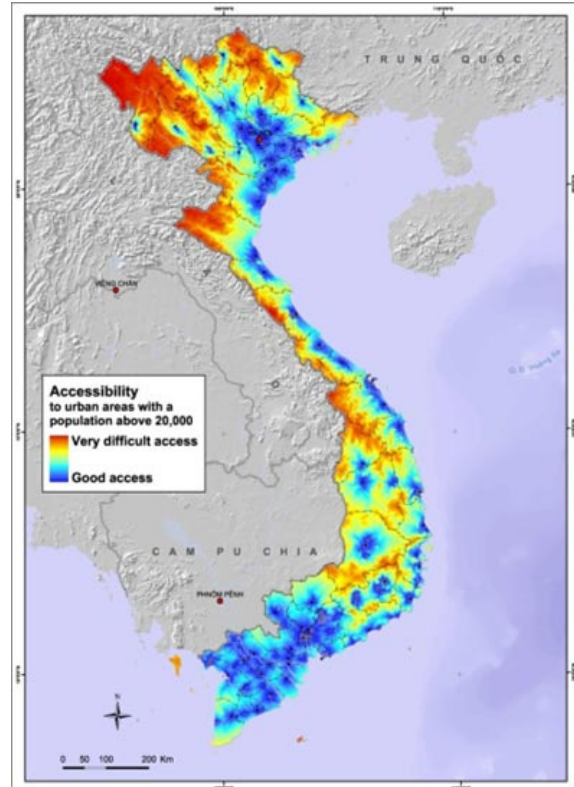 TRUNG QUỐC
VIÊNG CHĂN
Accessibility
to urban areas with a
population above 20,000
Very difficult access
Good access
CAM PU CHIA
PHNÔM PÊNH
N
0 50 100 200 Km